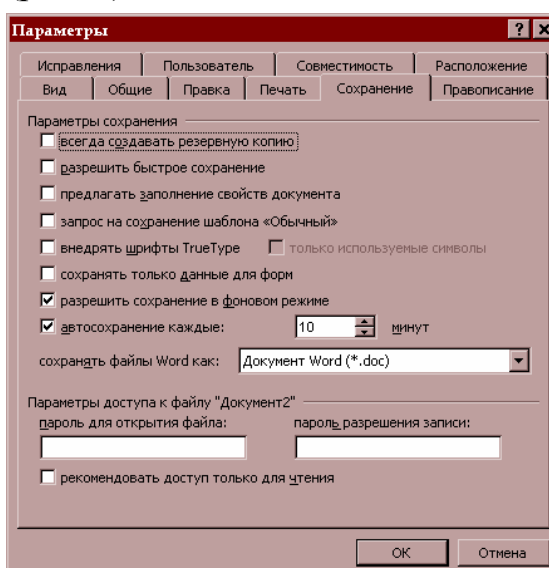 Параметры
Исправления Пользователь Совместимость Расположение
Вид Общие Правка Печать Сохранение Правописание
Параметры сохранения
всегда создавать резервную копию
разрешить быстрое сохранение
предлагать заполнение свойств документа
запрос на сохранение шаблона «Обычный»
внедрять шрифты TrueType только используемые символы
сохранять только данные для форм
разрешить сохранение в фоновом режиме
автосохранение каждые: 10 минут
сохранять файлы Word как: Документ Word (*.doc)
Параметры доступа к файлу "Документ2"
пароль для открытия файла: пароль разрешения записи:
рекомендовать доступ только для чтения
ОК Отмена